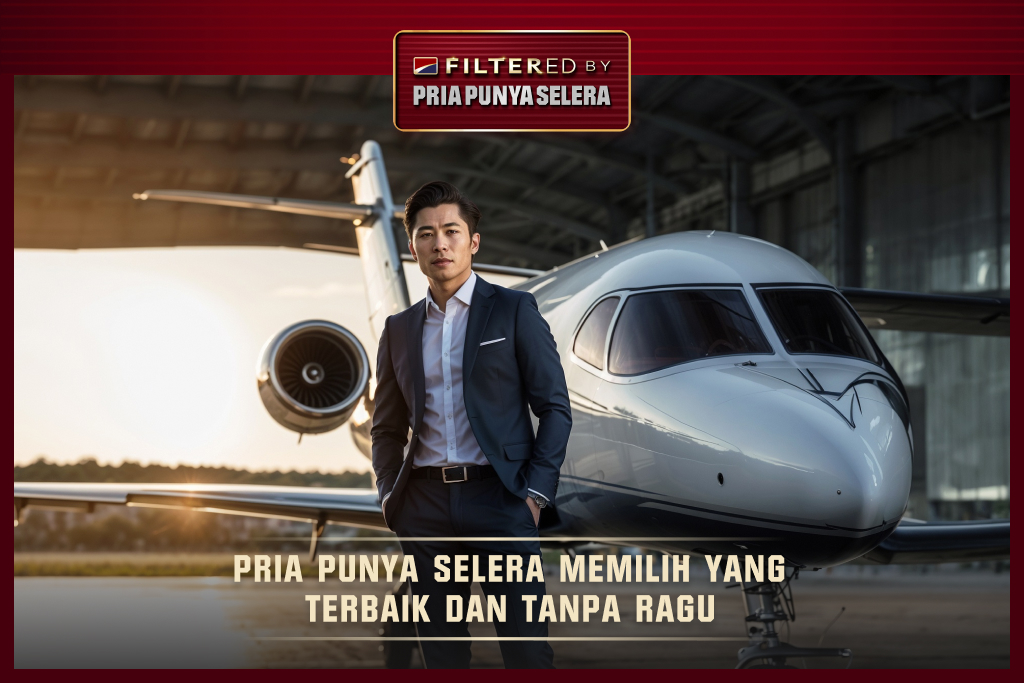 FILTERED BY
PRIA PUNYA SELERA
PRIA PUNYA SELERA MEMILIH YANG
TERBAIK DAN TANPA RAGU